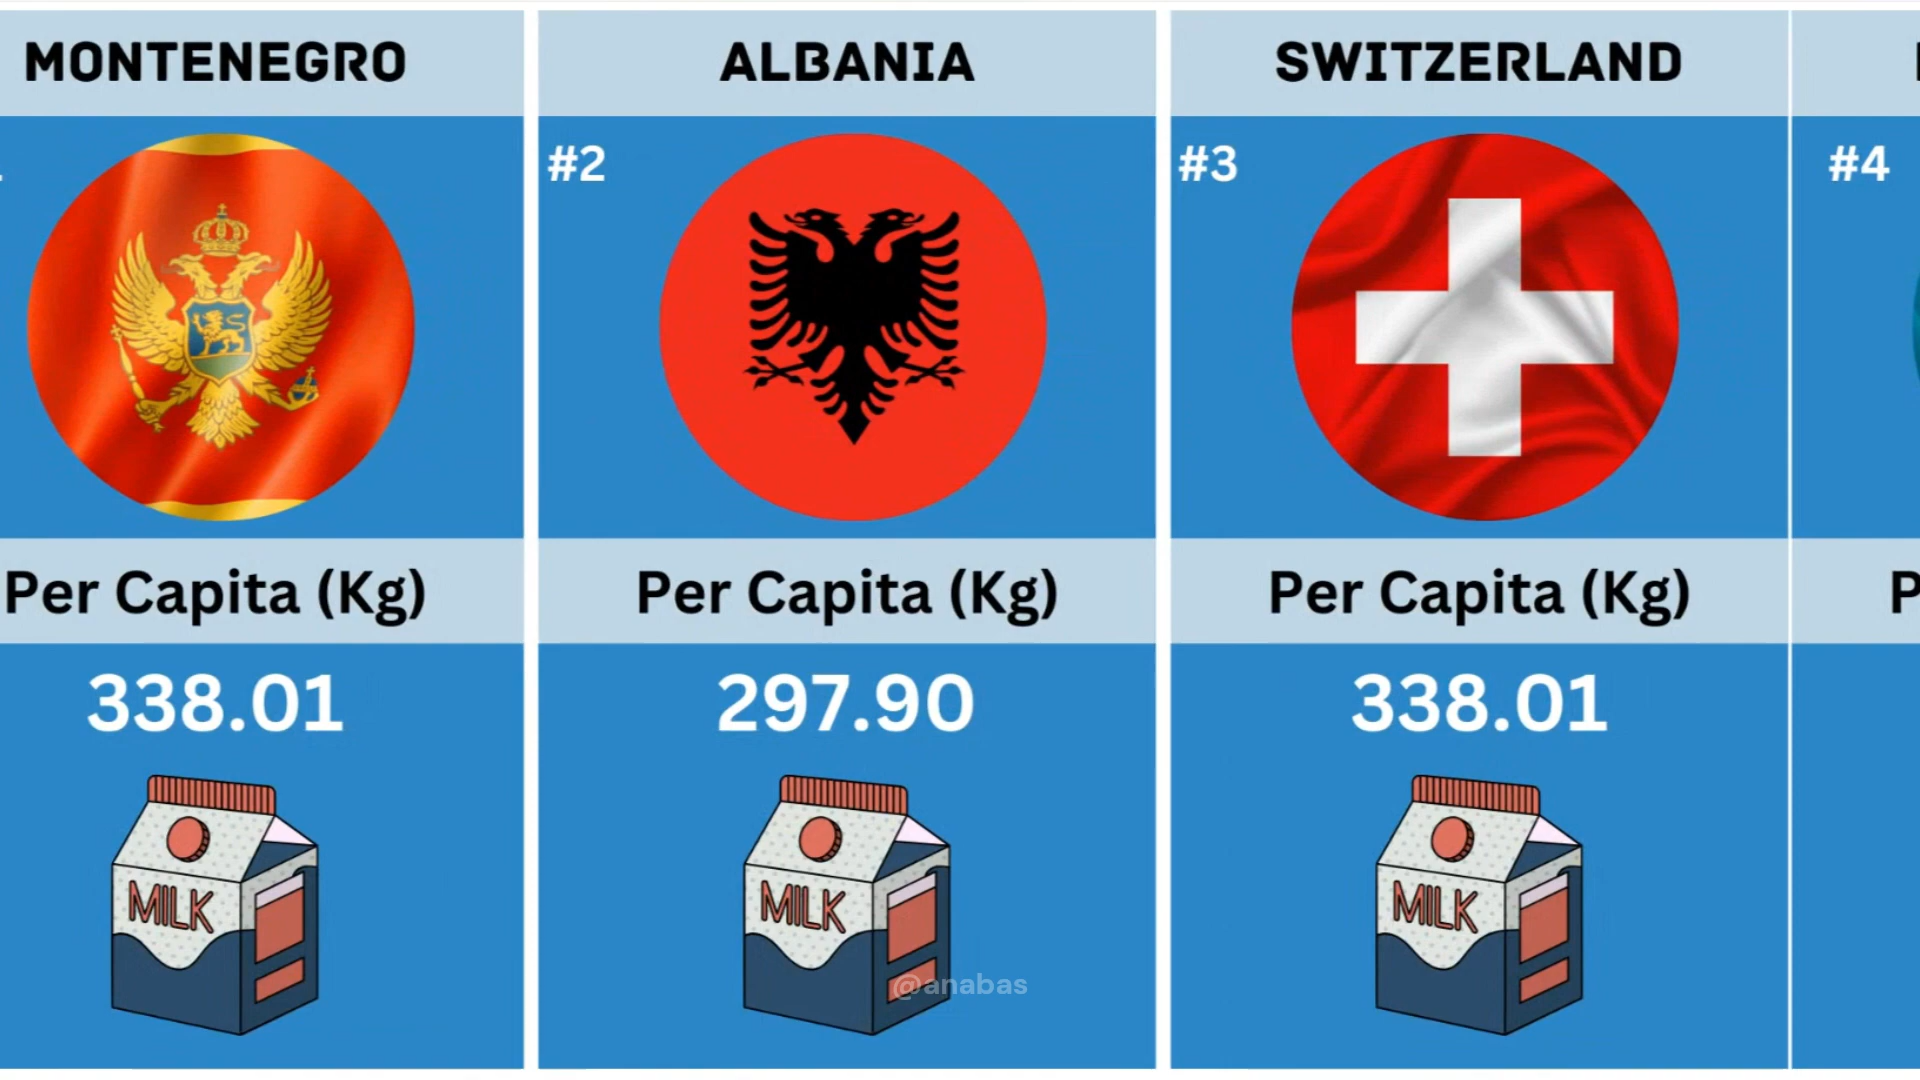 MONTENEGRO
ALBANIA
SWITZERLAND
#2
#3
#4
Per Capita (Kg)
Per Capita (Kg)
Per Capita (Kg)
P
338.01
297.90
338.01
MILK
MILK
MILK
@anabas